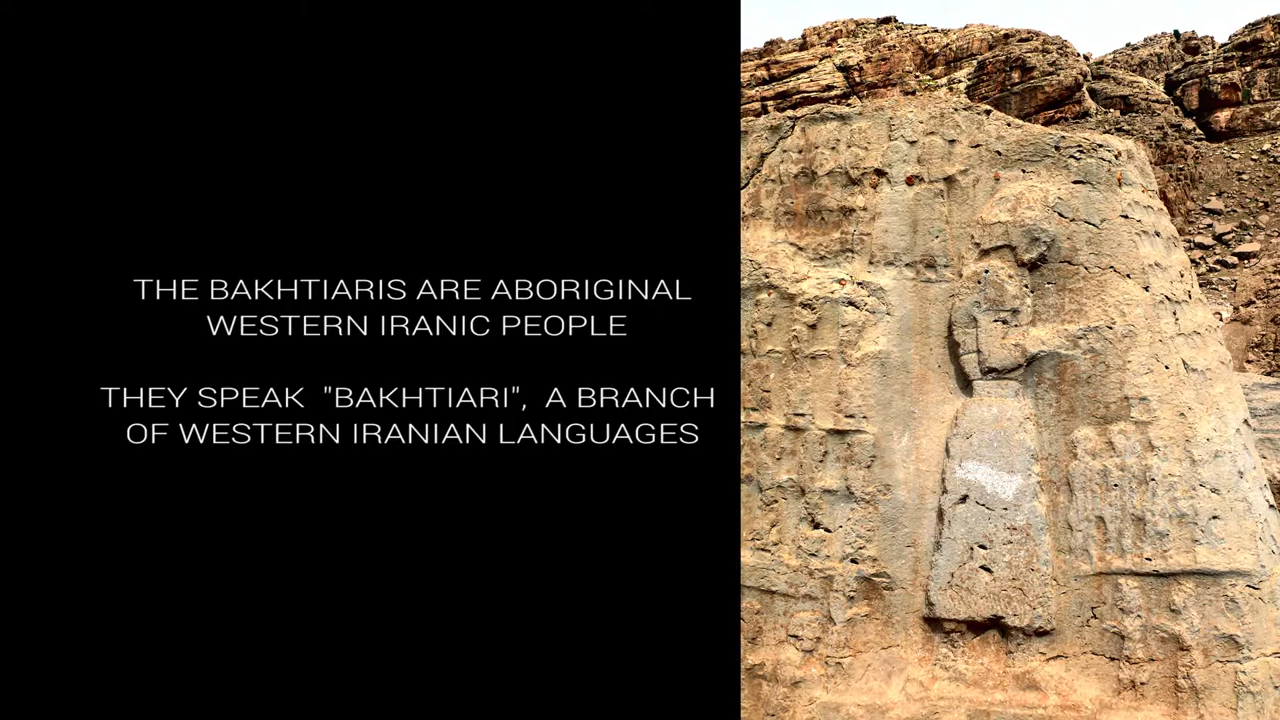 THE BAKHTIARIS ARE ABORIGINAL
WESTERN IRANIC PEOPLE
THEY SPEAK "BAKHTIARI", A BRANCH
OF WESTERN IRANIAN LANGUAGES